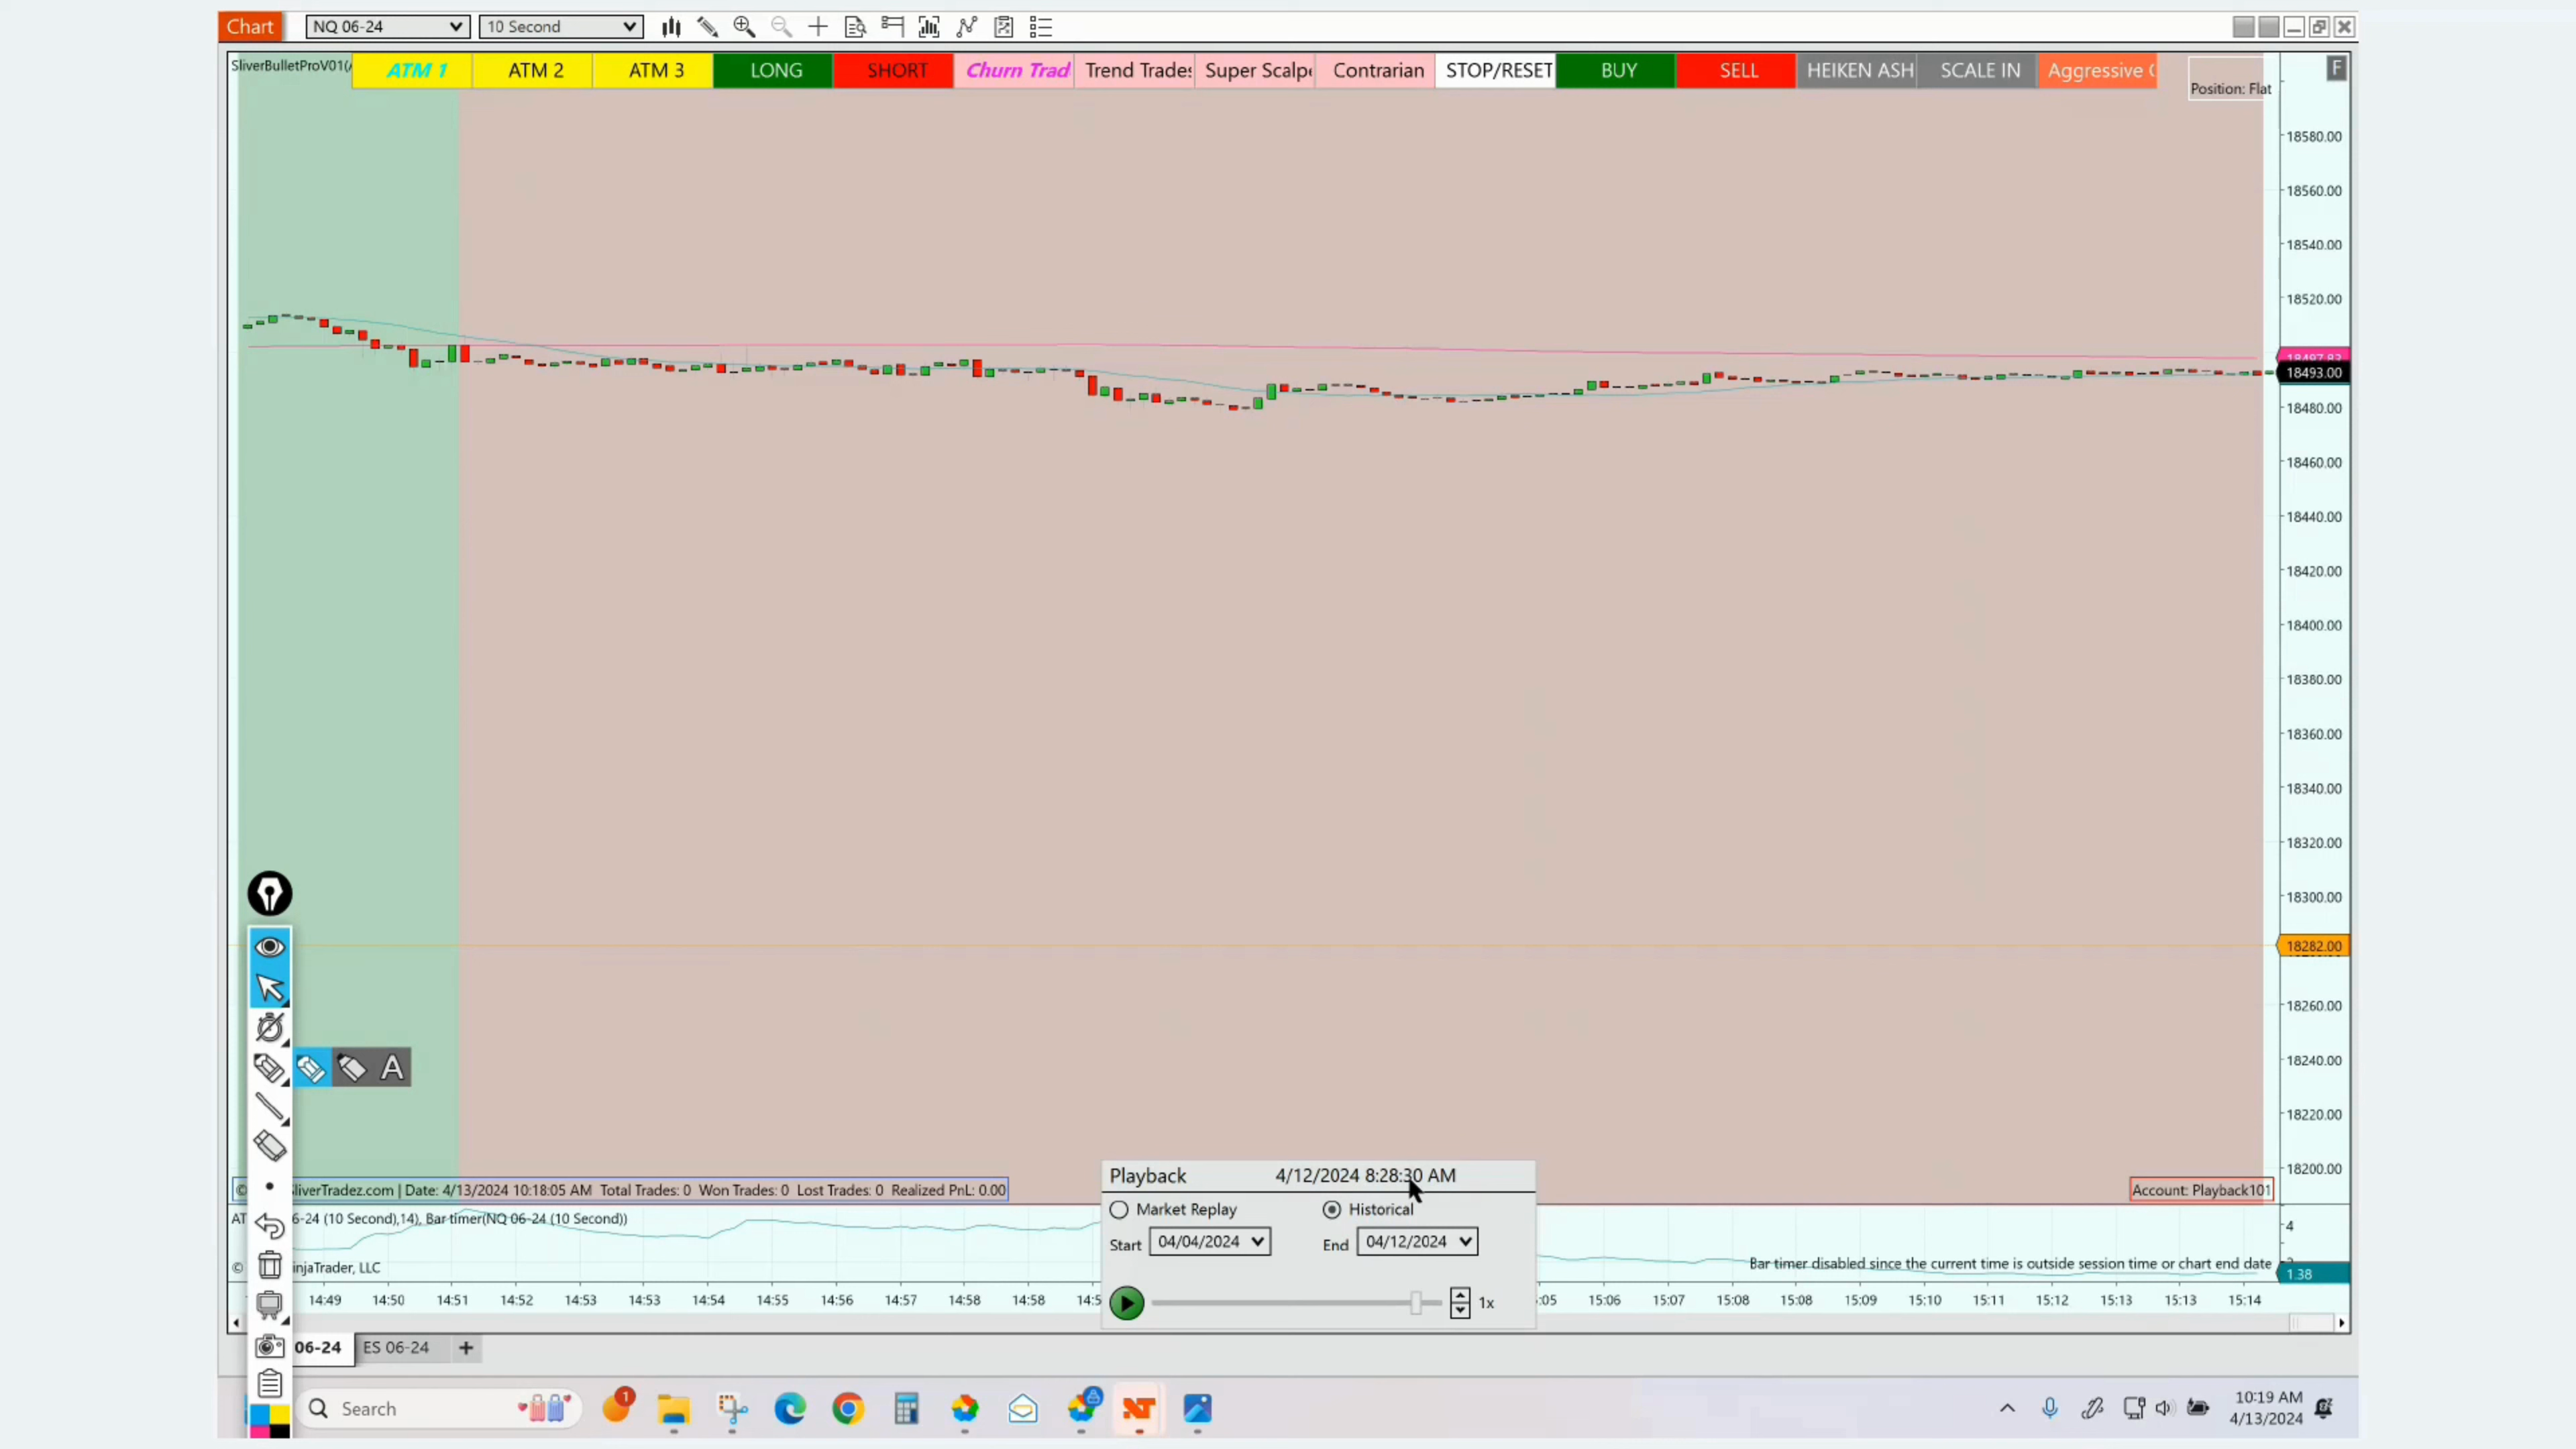 Chart NQ 06-24 10 Second
SliverBulletProV01( ATM 1 ATM 2 ATM 3 LONG SHORT Churn Trad Trend Trade Super Scalp Contrarian STOP/RESET BUY SELL HEIKEN ASH SCALE IN Aggressive F
Position: Flat
18580.00
18560.00
18540.00
18520.00
18497.83
18493.00
18480.00
18460.00
18440.00
18420.00
18400.00
18380.00
18360.00
18340.00
18320.00
18300.00
18282.00
18260.00
18240.00
A
18220.00
18200.00
© liverTradez.com | Date: 4/13/2024 10:18:05 AM Total Trades: 0 Won Trades: 0 Lost Trades: 0 Realized PnL: 0.00
Account: Playback101
Playback 4/12/2024 8:28:30 AM
Market Replay Historical
Start 04/04/2024 End 04/12/2024
1x
AT 6-24 (10 Second),14), Bar timer(NQ 06-24 (10 Second))
4
© injaTrader, LLC
Bar timer disabled since the current time is outside session time or chart end date
1.38
14:49 14:50 14:51 14:52 14:53 14:53 14:54 14:55 14:56 14:57 14:58 14:58 14:5 :05 15:06 15:07 15:08 15:08 15:09 15:10 15:11 15:12 15:13 15:13 15:14
06-24 ES 06-24 +
Search 1 10:19 AM
4/13/2024